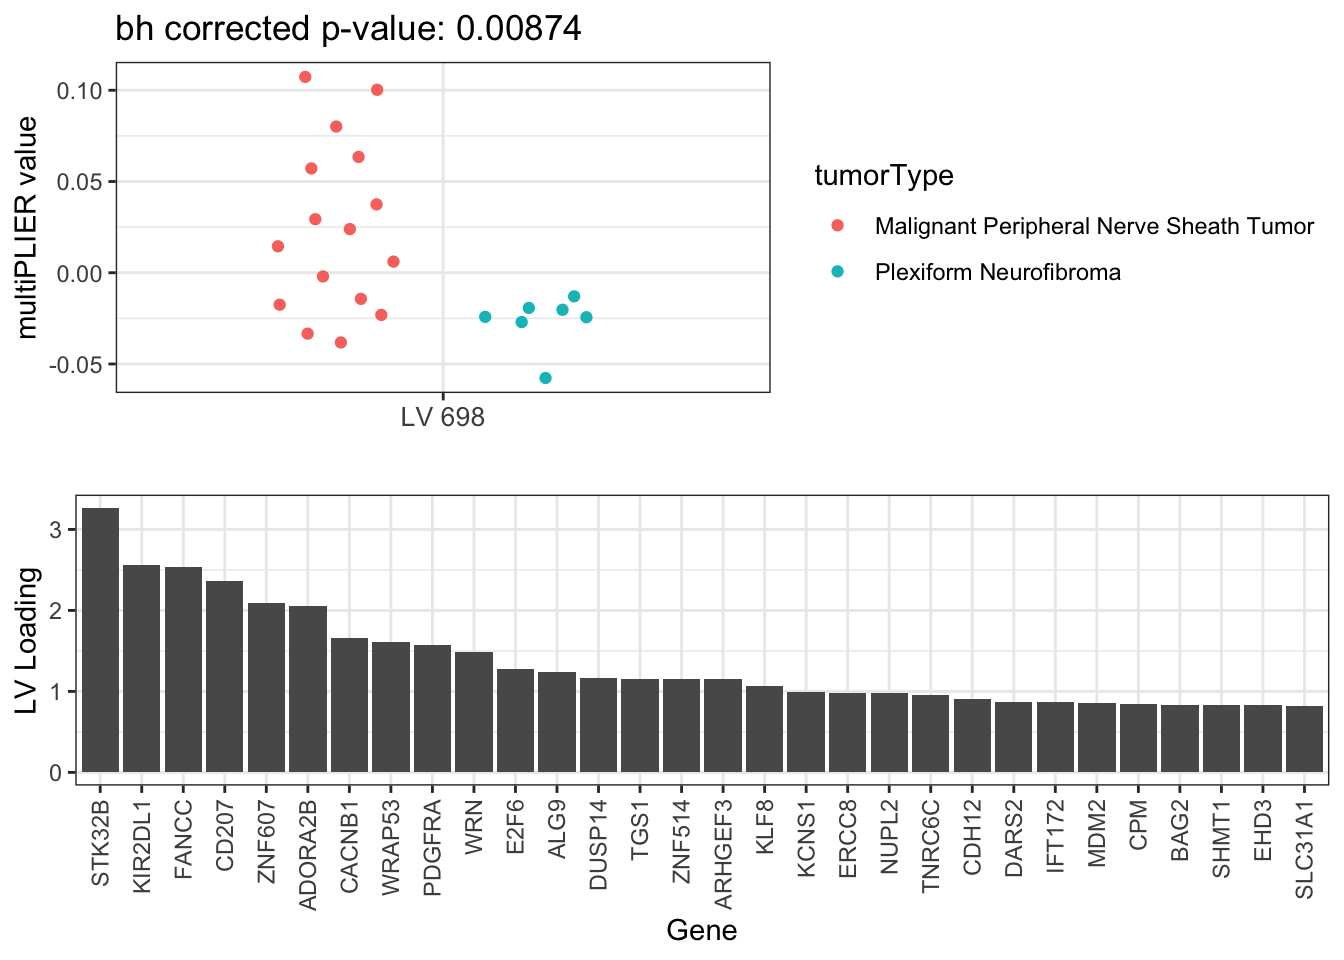 bh corrected p-value: 0.00874
multiPLIER value
0.10
0.05
0.00
-0.05
LV 698
tumorType
Malignant Peripheral Nerve Sheath Tumor
Plexiform Neurofibroma
LV Loading
3
2
1
0
STK32B
KIR2DL1
FANCC
CD207
ZNF607
ADORA2B
CACNB1
WRAP53
PDGFRA
WRN
E2F6
ALG9
DUSP14
TGS1
ZNF514
ARHGEF3
KLF8
KCNS1
ERCC8
NUPL2
TNRC6C
CDH12
DARS2
IFT172
MDM2
CPM
BAG2
SHMT1
EHD3
SLC31A1
Gene